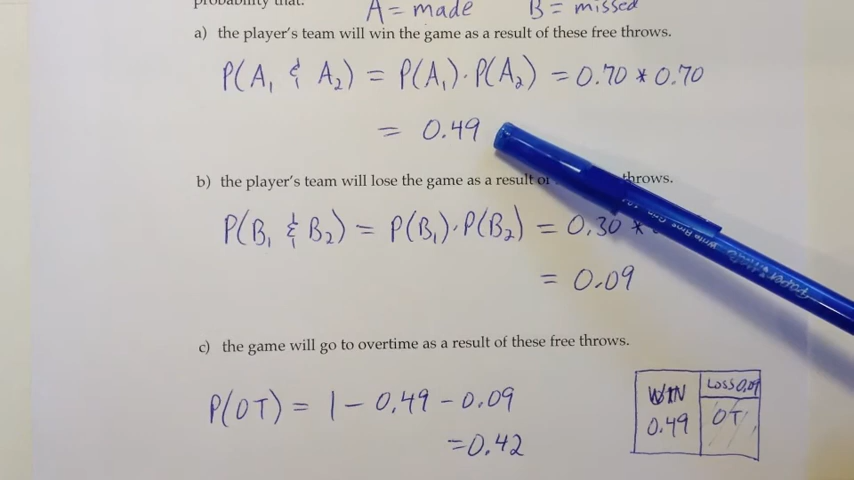 probability that: A = made B = missed
a) the player's team will win the game as a result of these free throws.
P(A₁ & A₂) = P(A₁)·P(A₂) = 0.70 * 0.70
= 0.49
b) the player's team will lose the game as a result of throws.
P(B₁ & B₂) = P(B₁)·P(B₂) = 0.30 *
= 0.09
c) the game will go to overtime as a result of these free throws.
P(OT) = 1 - 0.49 - 0.09
= 0.42
WIN
0.49
LOSS 0.09
OT